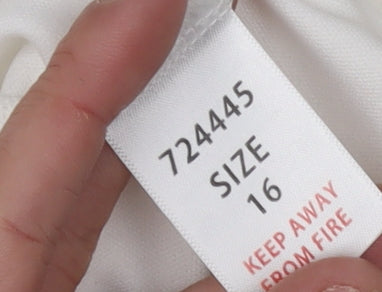 724445
SIZE
16
KEEP AWAY
FROM FIRE